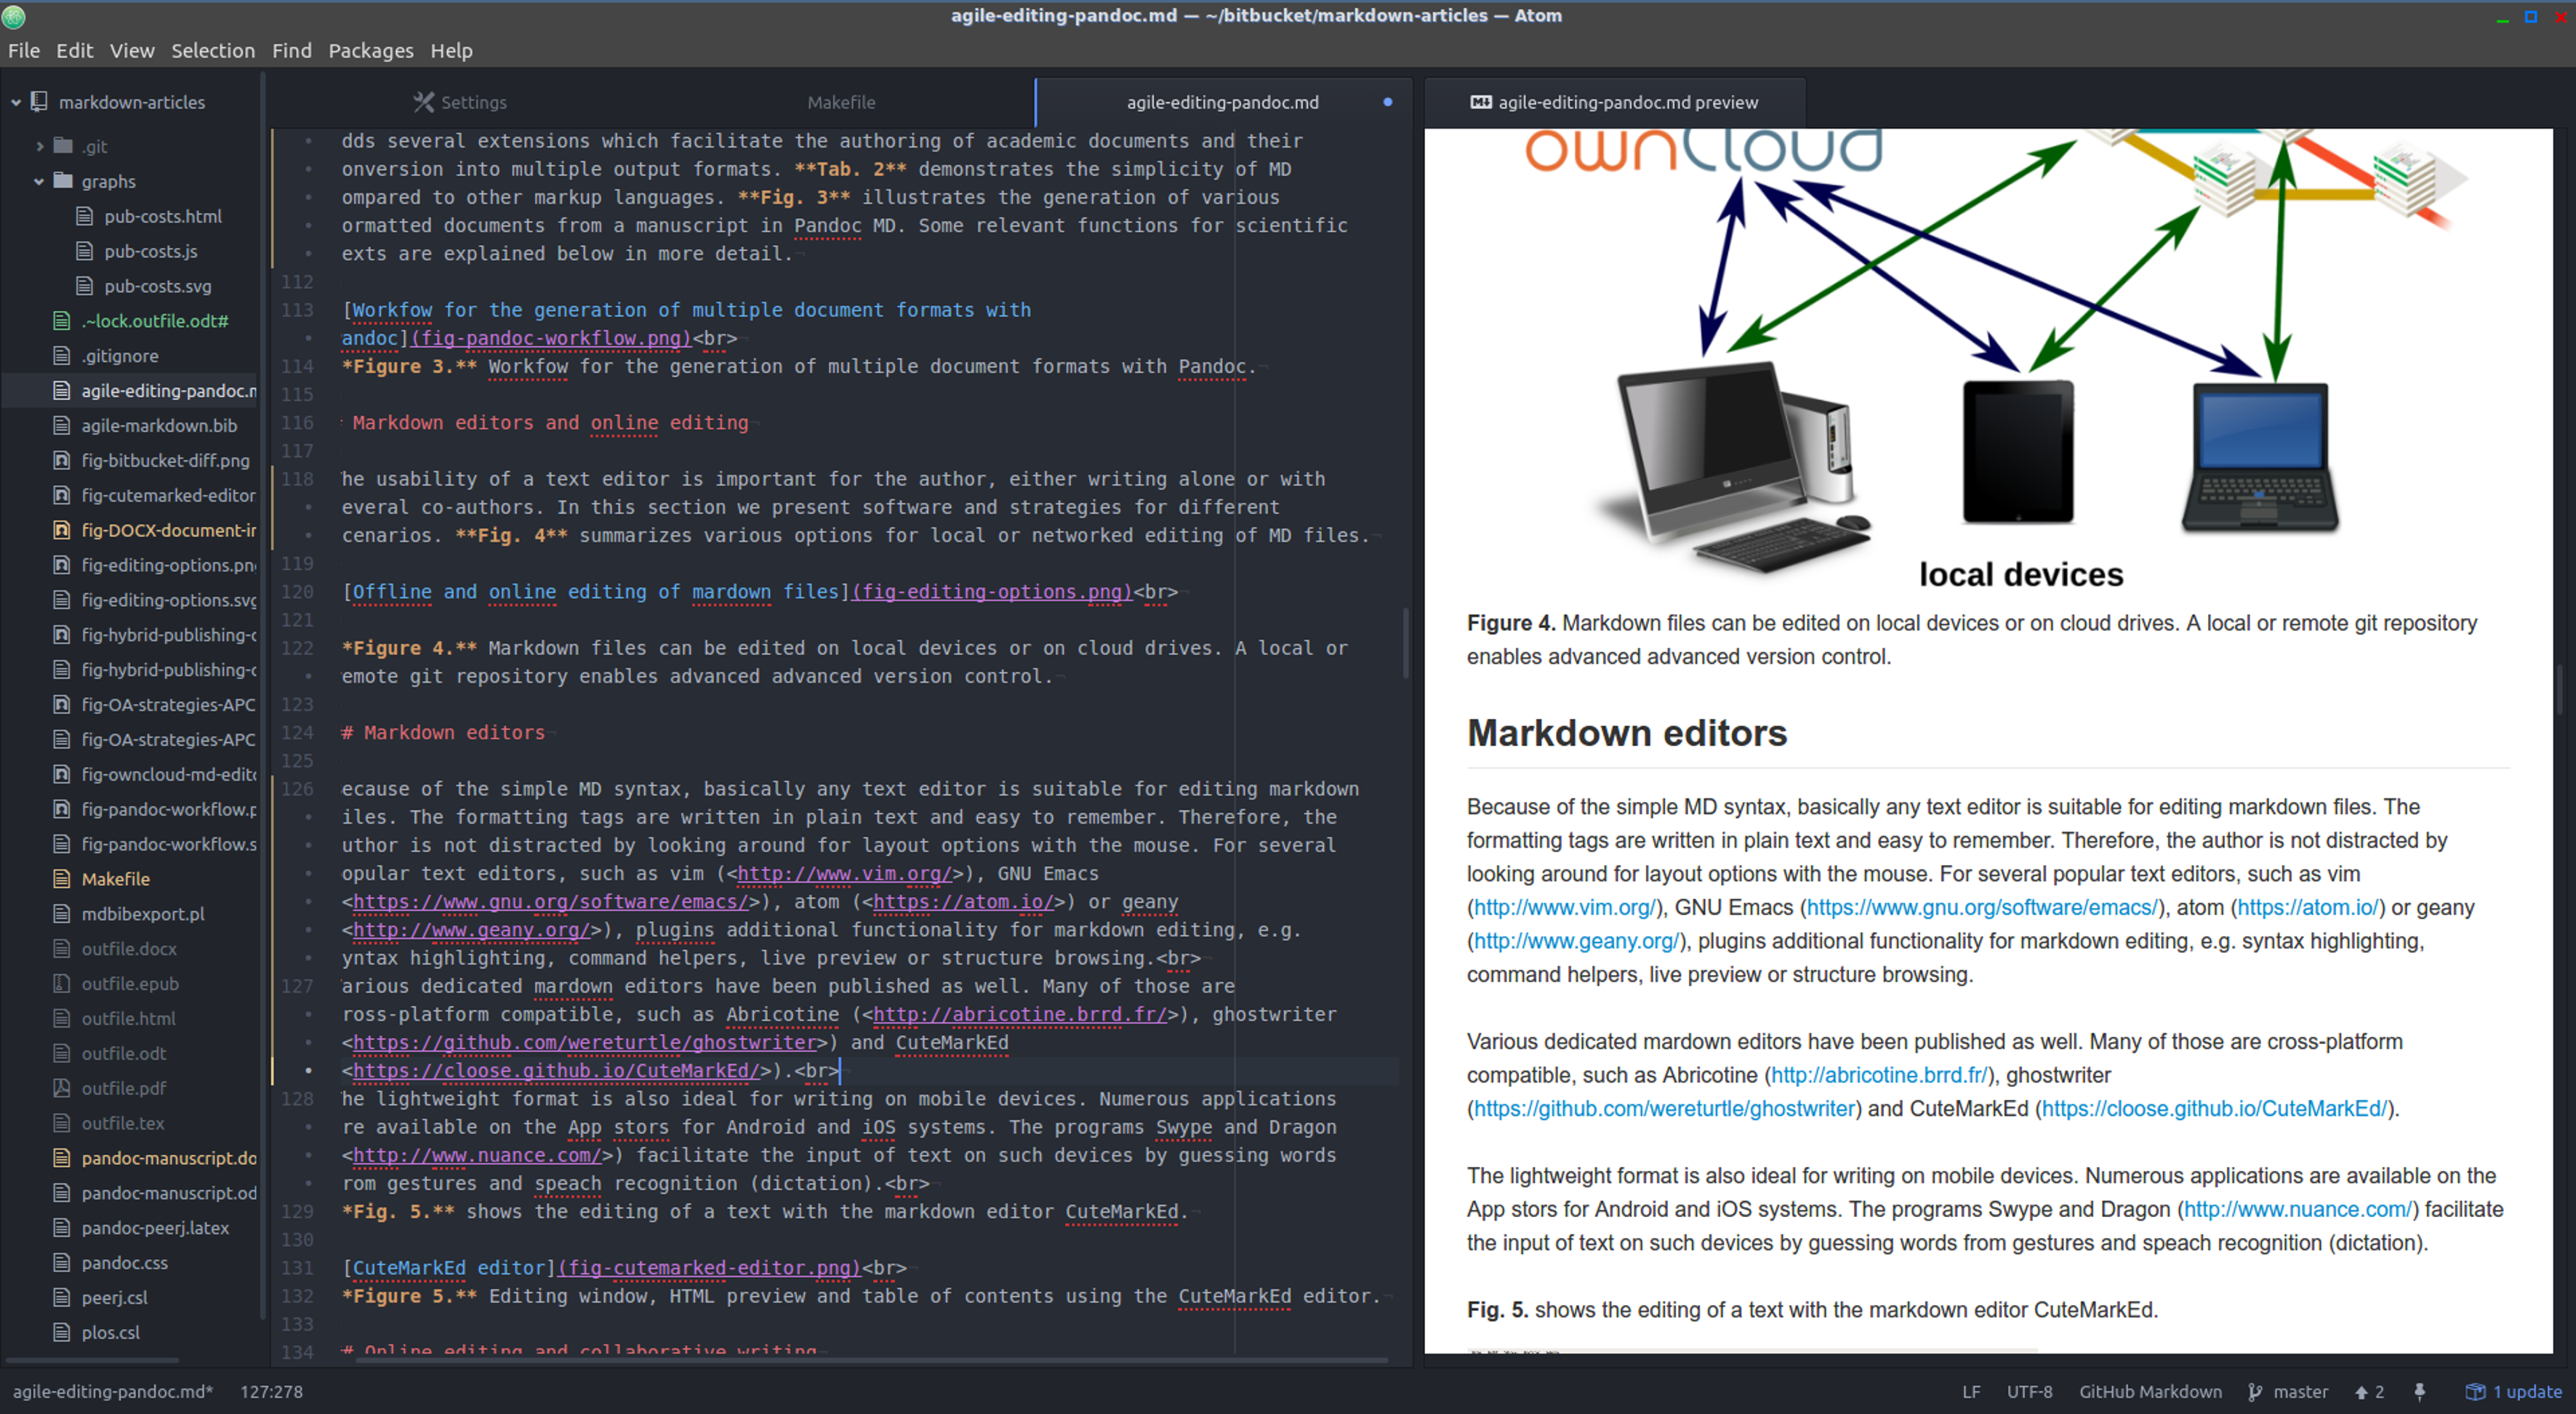 agile-editing-pandoc.md — ~/bitbucket/markdown-articles — Atom
File Edit View Selection Find Packages Help
markdown-articles
.git
graphs
pub-costs.html
pub-costs.js
pub-costs.svg
.~lock.outfile.odt#
.gitignore
agile-editing-pandoc.m
agile-markdown.bib
fig-bitbucket-diff.png
fig-cutemarked-editor
fig-DOCX-document-in
fig-editing-options.png
fig-editing-options.svg
fig-hybrid-publishing-c
fig-hybrid-publishing-c
fig-OA-strategies-APC
fig-OA-strategies-APC
fig-owncloud-md-edito
fig-pandoc-workflow.p
fig-pandoc-workflow.s
Makefile
mdbibexport.pl
outfile.docx
outfile.epub
outfile.html
outfile.odt
outfile.pdf
outfile.tex
pandoc-manuscript.do
pandoc-manuscript.od
pandoc-peerj.latex
pandoc.css
peerj.csl
plos.csl
Settings Makefile agile-editing-pandoc.md
dds several extensions which facilitate the authoring of academic documents and their
onversion into multiple output formats. **Tab. 2** demonstrates the simplicity of MD
ompared to other markup languages. **Fig. 3** illustrates the generation of various
ormatted documents from a manuscript in Pandoc MD. Some relevant functions for scientific
exts are explained below in more detail.
112
113 [Workfow for the generation of multiple document formats with
andoc](fig-pandoc-workflow.png)<br>
114 *Figure 3.** Workfow for the generation of multiple document formats with Pandoc.
115
116 Markdown editors and online editing
117
118 he usability of a text editor is important for the author, either writing alone or with
everal co-authors. In this section we present software and strategies for different
cenarios. **Fig. 4** summarizes various options for local or networked editing of MD files.
119
120 [Offline and online editing of mardown files](fig-editing-options.png)<br>
121
122 *Figure 4.** Markdown files can be edited on local devices or on cloud drives. A local or
emote git repository enables advanced advanced version control.
123
124 # Markdown editors
125
126 ecause of the simple MD syntax, basically any text editor is suitable for editing markdown
iles. The formatting tags are written in plain text and easy to remember. Therefore, the
uthor is not distracted by looking around for layout options with the mouse. For several
opular text editors, such as vim (<http://www.vim.org/>), GNU Emacs
<https://www.gnu.org/software/emacs/>), atom (<https://atom.io/>) or geany
<http://www.geany.org/>), plugins additional functionality for markdown editing, e.g.
yntax highlighting, command helpers, live preview or structure browsing.<br>
127 arious dedicated mardown editors have been published as well. Many of those are
ross-platform compatible, such as Abricotine (<http://abricotine.brrd.fr/>), ghostwriter
<https://github.com/wereturtle/ghostwriter>) and CuteMarkEd
<https://cloose.github.io/CuteMarkEd/>).<br>
128 he lightweight format is also ideal for writing on mobile devices. Numerous applications
re available on the App stors for Android and iOS systems. The programs Swype and Dragon
<http://www.nuance.com/>) facilitate the input of text on such devices by guessing words
rom gestures and speach recognition (dictation).<br>
129 *Fig. 5.** shows the editing of a text with the markdown editor CuteMarkEd.
130
131 [CuteMarkEd editor](fig-cutemarked-editor.png)<br>
132 *Figure 5.** Editing window, HTML preview and table of contents using the CuteMarkEd editor.
133
134 # Online editing and collaborative writing
agile-editing-pandoc.md preview
ownCloud
local devices
Figure 4. Markdown files can be edited on local devices or on cloud drives. A local or remote git repository
enables advanced advanced version control.
Markdown editors
Because of the simple MD syntax, basically any text editor is suitable for editing markdown files. The
formatting tags are written in plain text and easy to remember. Therefore, the author is not distracted by
looking around for layout options with the mouse. For several popular text editors, such as vim
(http://www.vim.org/), GNU Emacs (https://www.gnu.org/software/emacs/), atom (https://atom.io/) or geany
(http://www.geany.org/), plugins additional functionality for markdown editing, e.g. syntax highlighting,
command helpers, live preview or structure browsing.
Various dedicated mardown editors have been published as well. Many of those are cross-platform
compatible, such as Abricotine (http://abricotine.brrd.fr/), ghostwriter
(https://github.com/wereturtle/ghostwriter) and CuteMarkEd (https://cloose.github.io/CuteMarkEd/).
The lightweight format is also ideal for writing on mobile devices. Numerous applications are available on the
App stors for Android and iOS systems. The programs Swype and Dragon (http://www.nuance.com/) facilitate
the input of text on such devices by guessing words from gestures and speach recognition (dictation).
Fig. 5. shows the editing of a text with the markdown editor CuteMarkEd.
agile-editing-pandoc.md* 127:278 LF UTF-8 GitHub Markdown master 2 1 update